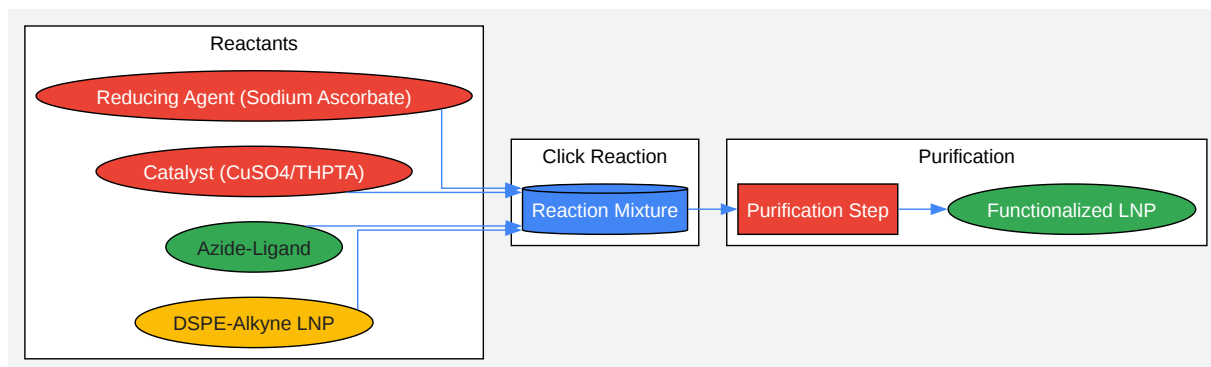 Reactants
Reducing Agent (Sodium Ascorbate)
Catalyst (CuSO4/THPTA)
Azide-Ligand
DSPE-Alkyne LNP
Click Reaction
Reaction Mixture
Purification
Purification Step
Functionalized LNP